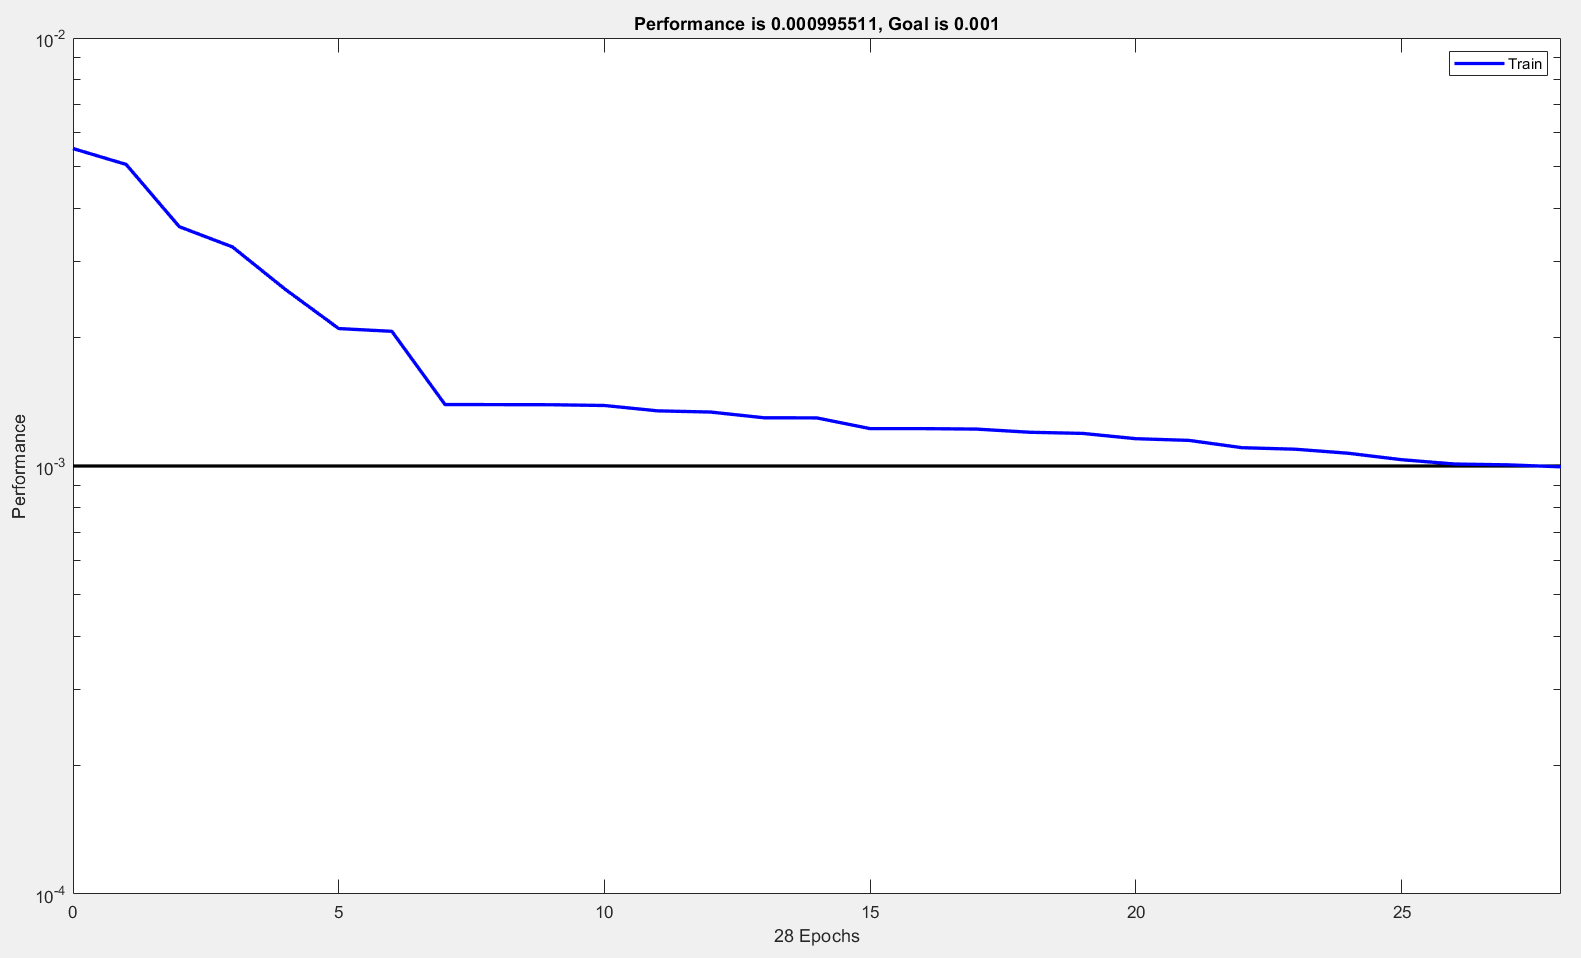 Performance is 0.000995511, Goal is 0.001
Train
10-2
10-3
10-4
Performance
0 5 10 15 20 25
28 Epochs